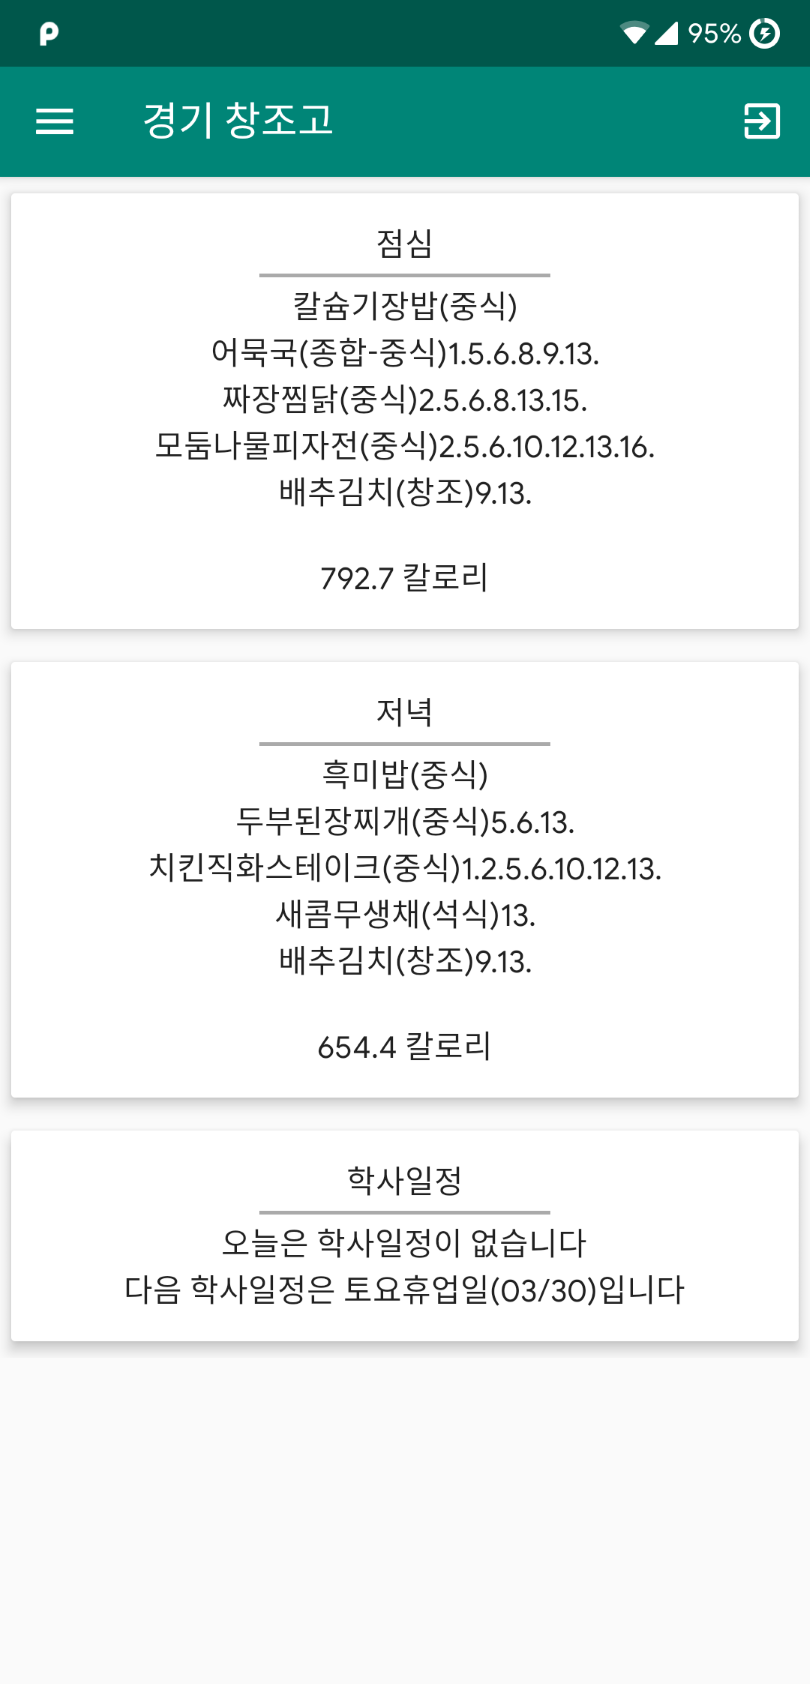 95%
경기 창조고
점심
칼슘기장밥(중식)
어묵국(종합-중식)1.5.6.8.9.13.
짜장찜닭(중식)2.5.6.8.13.15.
모둠나물피자전(중식)2.5.6.10.12.13.16.
배추김치(창조)9.13.
792.7 칼로리
저녁
흑미밥(중식)
두부된장찌개(중식)5.6.13.
치킨직화스테이크(중식)1.2.5.6.10.12.13.
새콤무생채(석식)13.
배추김치(창조)9.13.
654.4 칼로리
학사일정
오늘은 학사일정이 없습니다
다음 학사일정은 토요휴업일(03/30)입니다